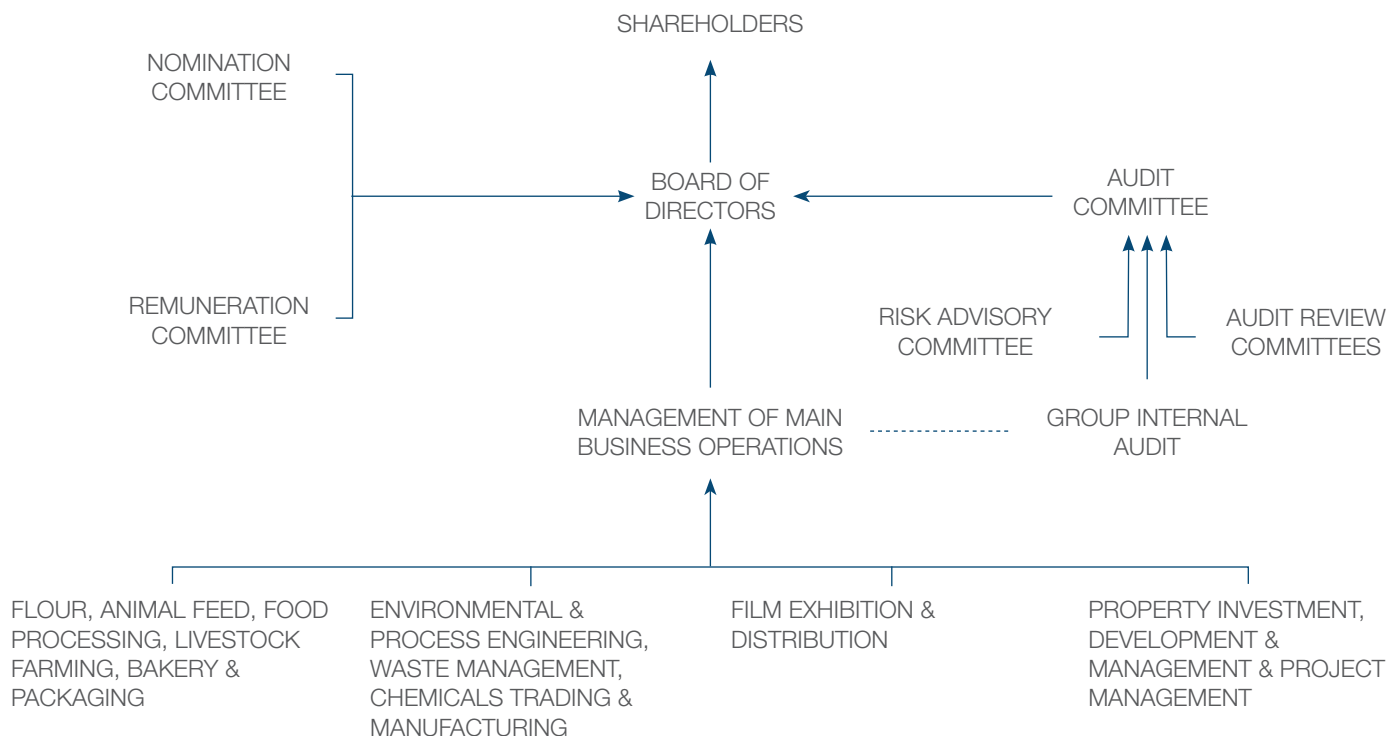 SHAREHOLDERS
NOMINATION
COMMITTEE
BOARD OF
DIRECTORS
AUDIT
COMMITTEE
REMUNERATION
COMMITTEE
RISK ADVISORY
COMMITTEE
AUDIT REVIEW
COMMITTEES
MANAGEMENT OF MAIN
BUSINESS OPERATIONS
GROUP INTERNAL
AUDIT
FLOUR, ANIMAL FEED, FOOD
PROCESSING, LIVESTOCK
FARMING, BAKERY &
PACKAGING
ENVIRONMENTAL &
PROCESS ENGINEERING,
WASTE MANAGEMENT,
CHEMICALS TRADING &
MANUFACTURING
FILM EXHIBITION &
DISTRIBUTION
PROPERTY INVESTMENT,
DEVELOPMENT &
MANAGEMENT & PROJECT
MANAGEMENT